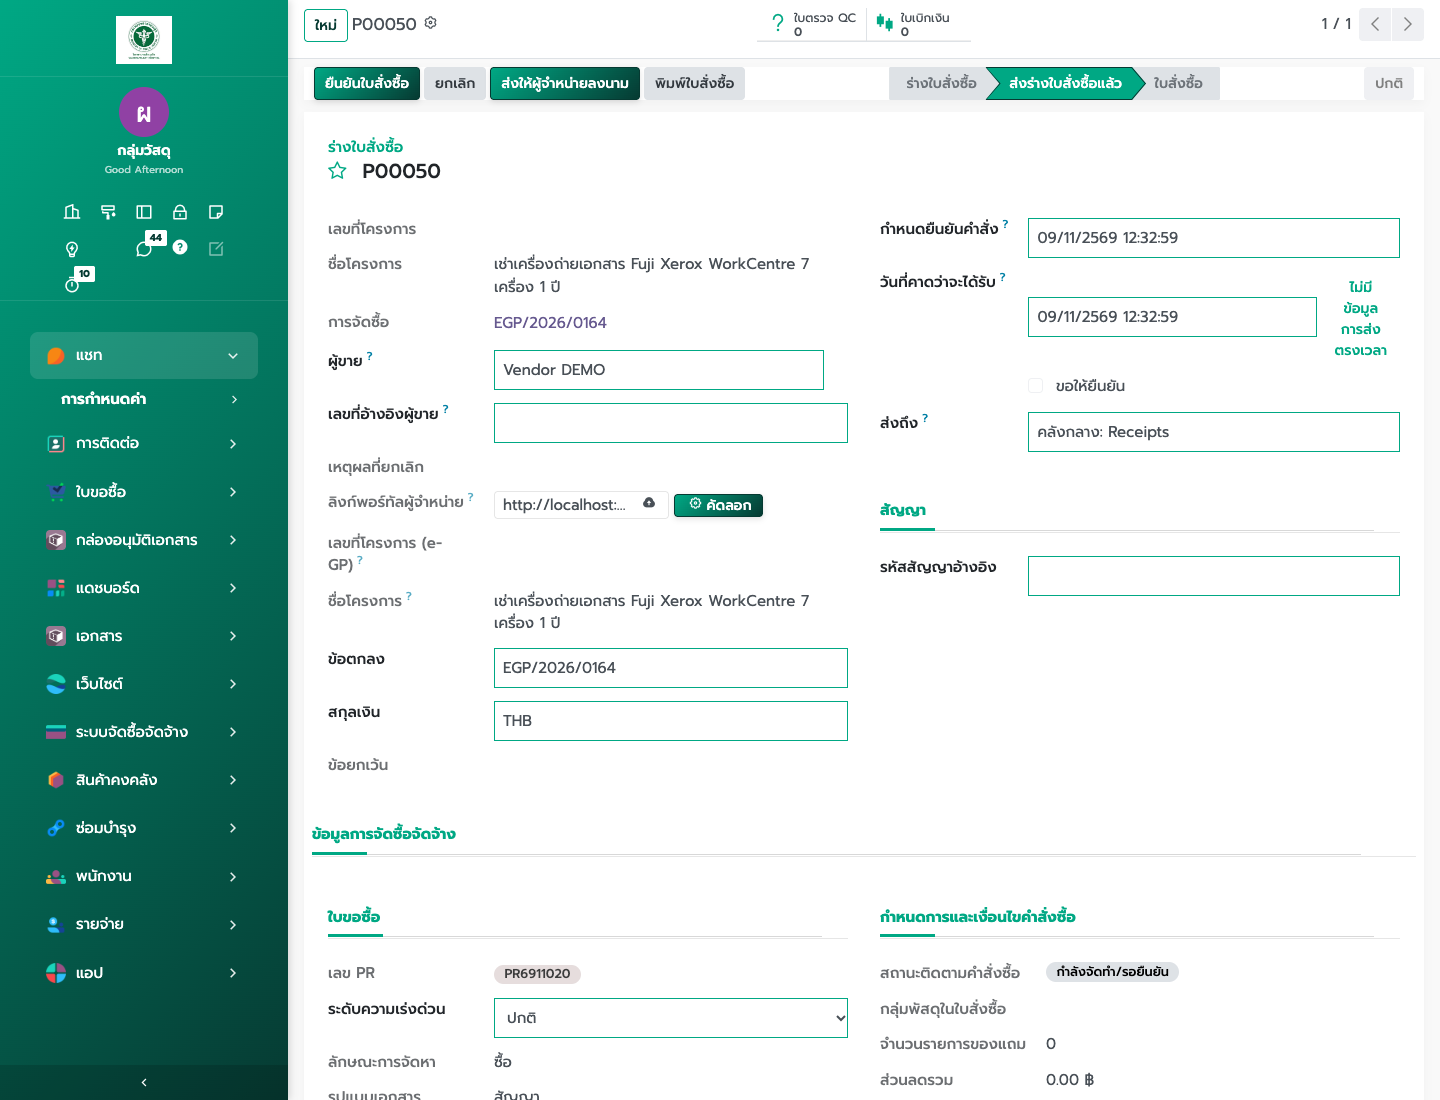 ใหม่
P00050
ใบตรวจ QC
0
ใบเบิกเงิน
0
1 / 1
ผ
กลุ่มวัสดุ
Good Afternoon
44
10
แชท
การกำหนดค่า
การติดต่อ
ใบขอซื้อ
กล่องอนุมัติเอกสาร
แดชบอร์ด
เอกสาร
เว็บไซต์
ระบบจัดซื้อจัดจ้าง
สินค้าคงคลัง
ซ่อมบำรุง
พนักงาน
รายจ่าย
แอป
ยืนยันใบสั่งซื้อ
ยกเลิก
ส่งให้ผู้จำหน่ายลงนาม
พิมพ์ใบสั่งซื้อ
ร่างใบสั่งซื้อ
ส่งร่างใบสั่งซื้อแล้ว
ใบสั่งซื้อ
ปกติ
ร่างใบสั่งซื้อ
P00050
เลขที่โครงการ
ชื่อโครงการ
เช่าเครื่องถ่ายเอกสาร Fuji Xerox WorkCentre 7
เครื่อง 1 ปี
การจัดซื้อ
EGP/2026/0164
ผู้ขาย ?
Vendor DEMO
เลขที่อ้างอิงผู้ขาย ?
เหตุผลที่ยกเลิก
ลิงก์พอร์ทัลผู้จำหน่าย ?
http://localhost:...
คัดลอก
เลขที่โครงการ (e-
GP) ?
ชื่อโครงการ ?
เช่าเครื่องถ่ายเอกสาร Fuji Xerox WorkCentre 7
เครื่อง 1 ปี
ข้อตกลง
EGP/2026/0164
สกุลเงิน
THB
ข้อยกเว้น
กำหนดยืนยันคำสั่ง ?
09/11/2569 12:32:59
วันที่คาดว่าจะได้รับ ?
09/11/2569 12:32:59
ไม่มี
ข้อมูล
การส่ง
ตรงเวลา
ขอให้ยืนยัน
ส่งถึง ?
คลังกลาง: Receipts
สัญญา
รหัสสัญญาอ้างอิง
ข้อมูลการจัดซื้อจัดจ้าง
ใบขอซื้อ
เลข PR
PR6911020
ระดับความเร่งด่วน
ปกติ
ลักษณะการจัดหา
ซื้อ
รูปแบบเอกสาร
สัญญา
กำหนดการและเงื่อนไขคำสั่งซื้อ
สถานะติดตามคำสั่งซื้อ
กำลังจัดทำ/รอยืนยัน
กลุ่มพัสดุในใบสั่งซื้อ
จำนวนรายการของแถม
0
ส่วนลดรวม
0.00 ฿